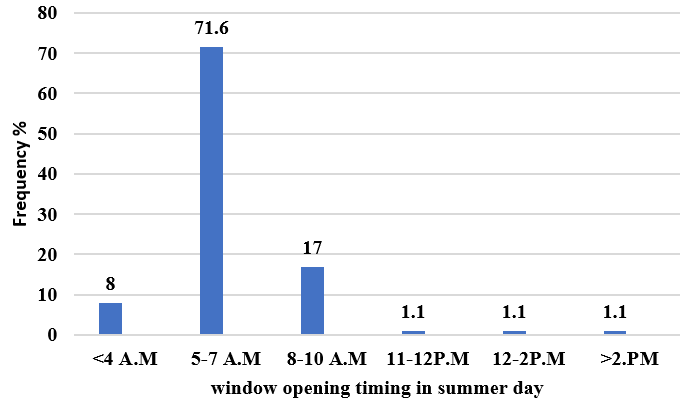 Frequency %
80
70
60
50
40
30
20
10
0
8
71.6
17
1.1
1.1
1.1
<4 A.M
5-7 A.M
8-10 A.M
11-12P.M
12-2P.M
>2.PM
window opening timing in summer day